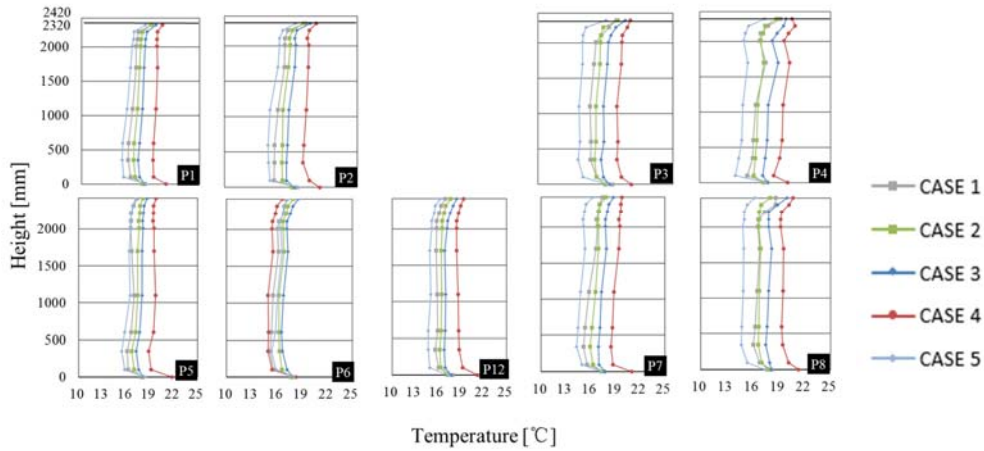 2420
2320
2000
1500
1000
500
0
P1
P2
P3
P4
Height [mm]
2000
1500
1000
500
0
P5
P6
P12
P7
P8
10 13 16 19 22 25
10 13 16 19 22 25
10 13 16 19 22 25
10 13 16 19 22 25
10 13 16 19 22 25
Temperature [℃]
CASE 1
CASE 2
CASE 3
CASE 4
CASE 5